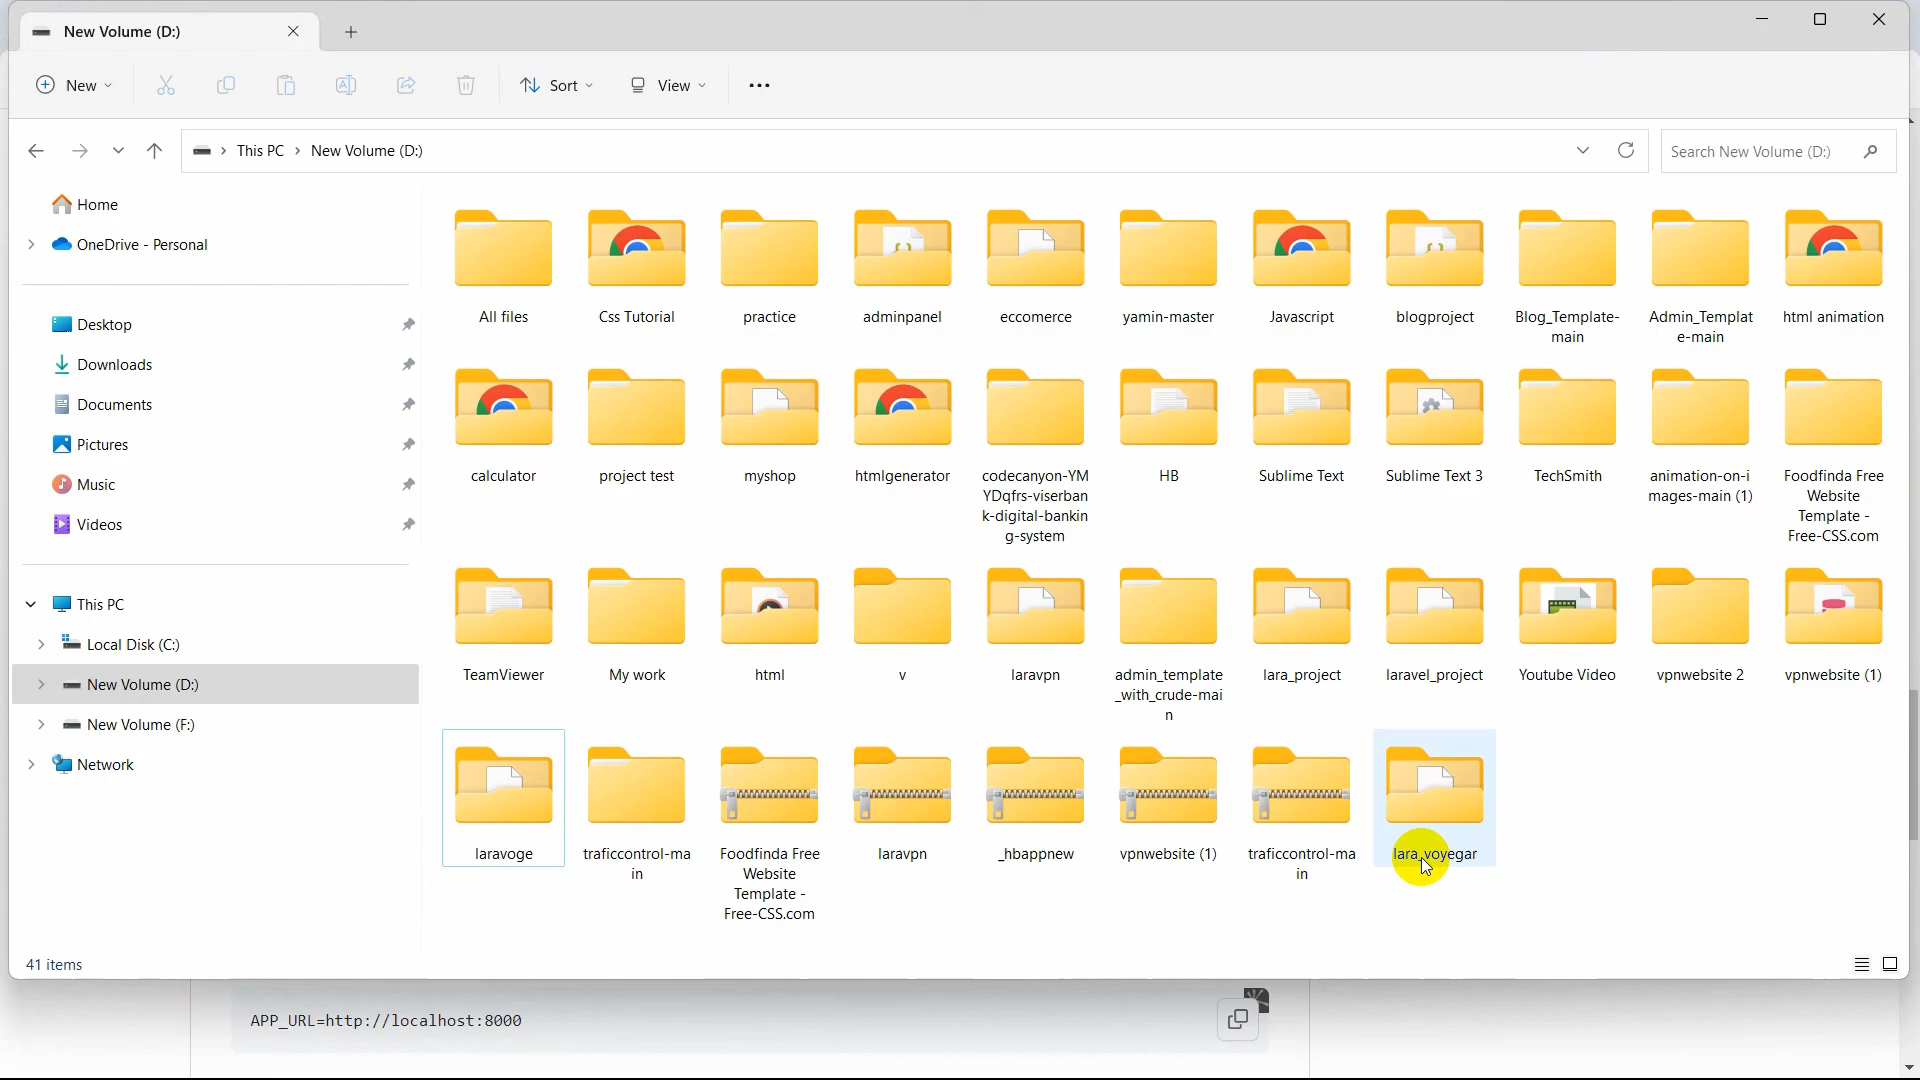 New Volume (D:)
New
Sort
View
This PC
New Volume (D:)
Search New Volume (D:)
Home
OneDrive - Personal
Desktop
Downloads
Documents
Pictures
Music
Videos
This PC
Local Disk (C:)
New Volume (D:)
New Volume (F:)
Network
All files
Css Tutorial
practice
adminpanel
eccomerce
yamin-master
Javascript
blogproject
Blog_Template-
main
Admin_Templat
e-main
html animation
calculator
project test
myshop
htmlgenerator
codecanyon-YM
YDqfrs-viserban
k-digital-bankin
g-system
HB
Sublime Text
Sublime Text 3
TechSmith
animation-on-i
mages-main (1)
Foodfinda Free
Website
Template -
Free-CSS.com
TeamViewer
My work
html
v
laravpn
admin_template
_with_crude-mai
n
lara_project
laravel_project
Youtube Video
vpnwebsite 2
vpnwebsite (1)
laravoge
traficcontrol-ma
in
Foodfinda Free
Website
Template -
Free-CSS.com
laravpn
_hbappnew
vpnwebsite (1)
traficcontrol-ma
in
lara_voyegar
41 items
APP_URL=http://localhost:8000